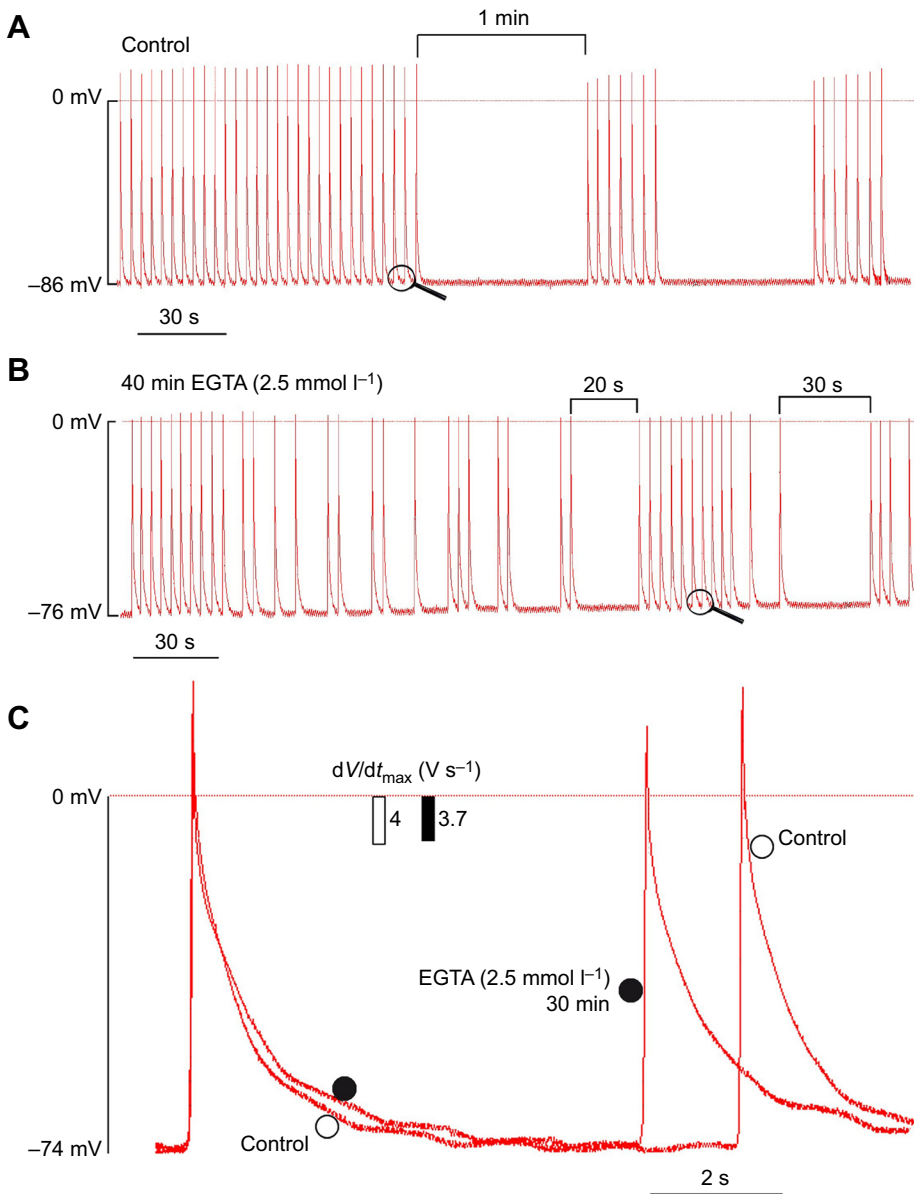 A
Control
1 min
0 mV
–86 mV
30 s
B
40 min EGTA (2.5 mmol l⁻¹)
20 s
30 s
0 mV
–76 mV
30 s
C
dV/dtmax (V s⁻¹)
0 mV
4
3.7
Control
EGTA (2.5 mmol l⁻¹)
30 min
Control
–74 mV
2 s